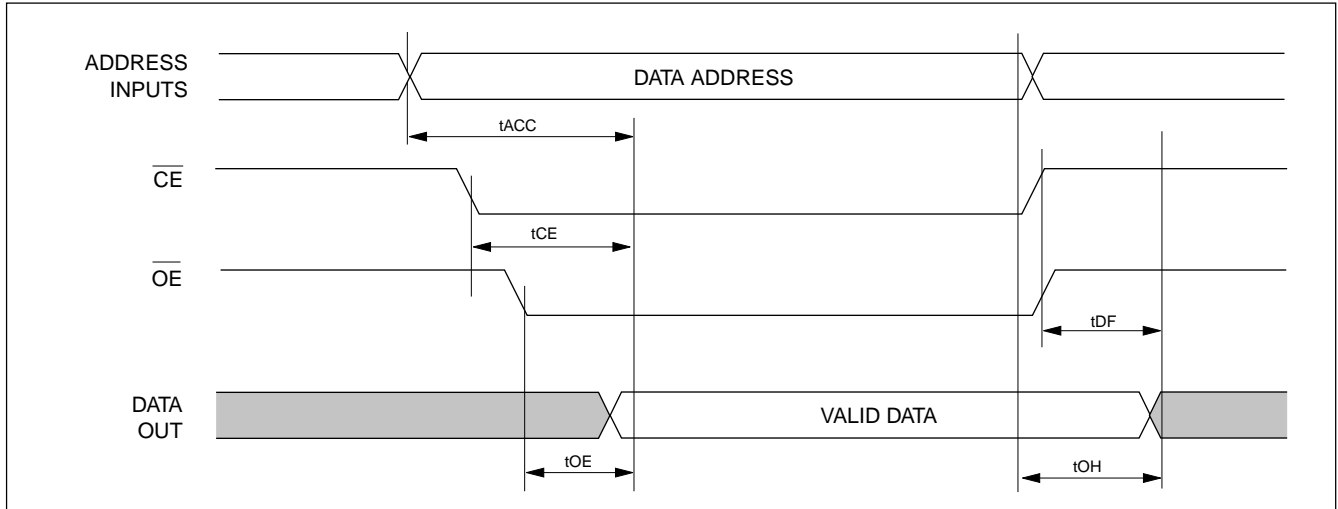 ADDRESS
INPUTS
DATA ADDRESS
tACC
CE
tCE
OE
tDF
DATA
OUT
VALID DATA
tOE
tOH